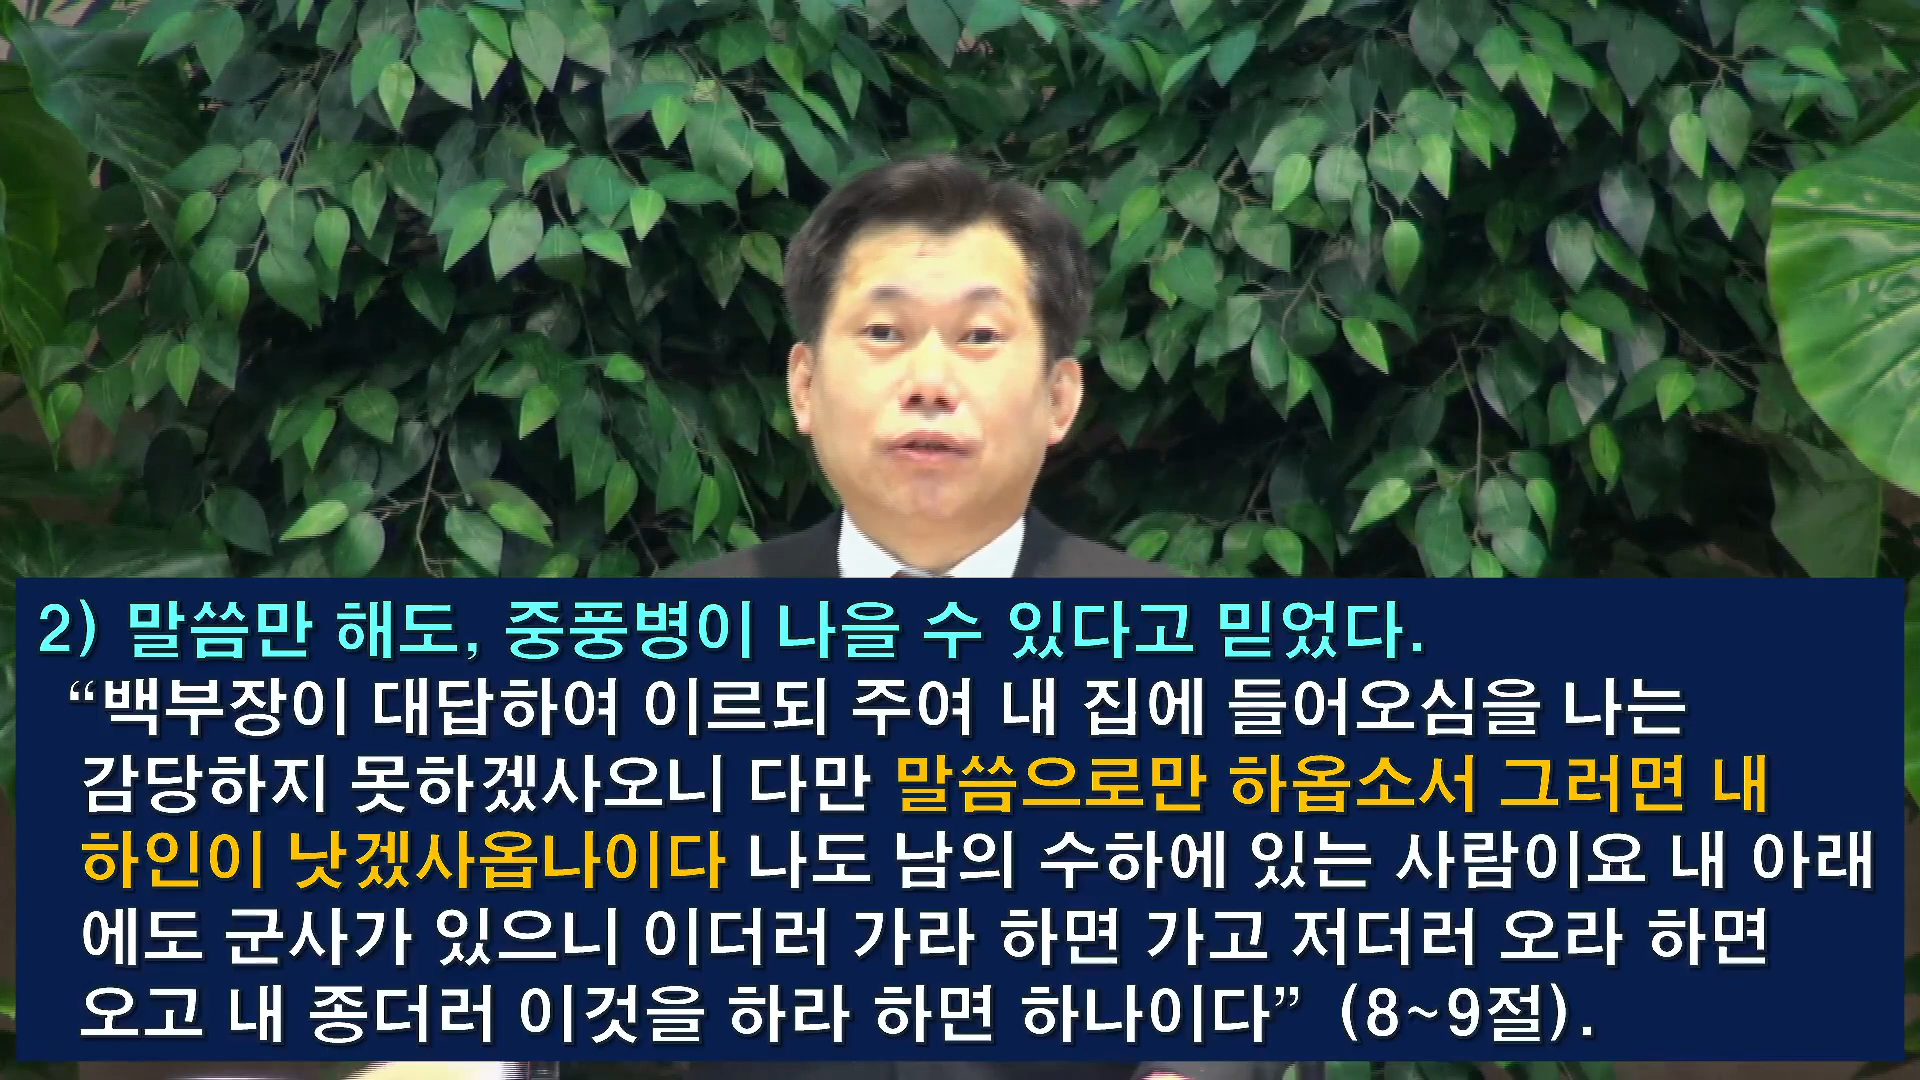 2) 말씀만 해도, 중풍병이 나을 수 있다고 믿었다.
“백부장이 대답하여 이르되 주여 내 집에 들어오심을 나는
감당하지 못하겠사오니 다만 말씀으로만 하옵소서 그러면 내
하인이 낫겠사옵나이다 나도 남의 수하에 있는 사람이요 내 아래
에도 군사가 있으니 이더러 가라 하면 가고 저더러 오라 하면
오고 내 종더러 이것을 하라 하면 하나이다” (8~9절).